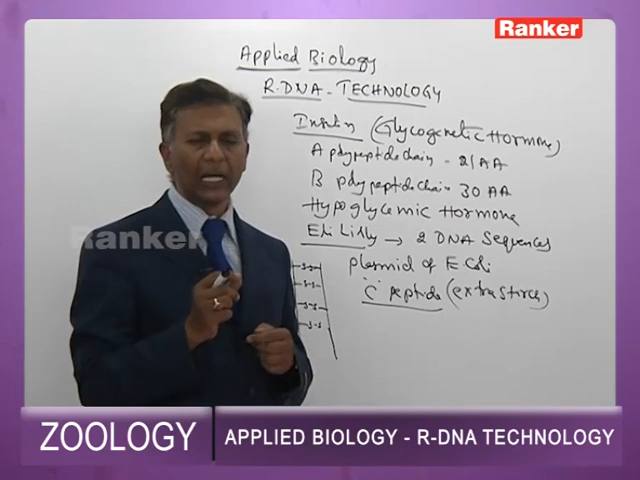 Ranker
Applied Biology
R.DNA - TECHNOLOGY
Insulin (Glycogenetic Hormone)
A polypeptide chain - 21 AA
B polypeptide chain 30 AA
Hypoglycemic Hormone
Eli Lilly → 2 DNA Sequences
plasmid of E Coli
'C' peptide (extra stretch)
Ranker
S-S
S-S
S-S
S-S
ZOOLOGY
APPLIED BIOLOGY - R-DNA TECHNOLOGY